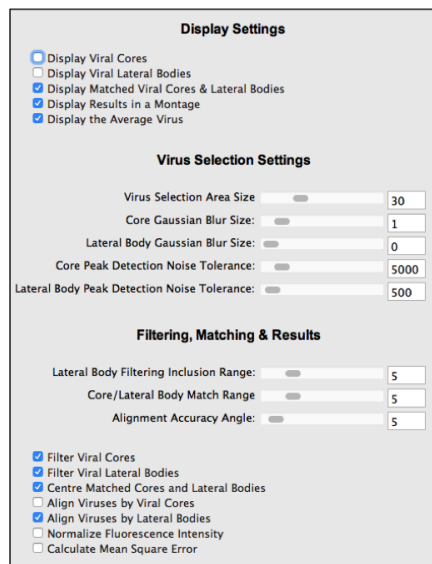 Display Settings
Display Viral Cores
Display Viral Lateral Bodies
Display Matched Viral Cores & Lateral Bodies
Display Results in a Montage
Display the Average Virus
Virus Selection Settings
Virus Selection Area Size 30
Core Gaussian Blur Size: 1
Lateral Body Gaussian Blur Size: 0
Core Peak Detection Noise Tolerance: 5000
Lateral Body Peak Detection Noise Tolerance: 500
Filtering, Matching & Results
Lateral Body Filtering Inclusion Range: 5
Core/Lateral Body Match Range 5
Alignment Accuracy Angle: 5
Filter Viral Cores
Filter Viral Lateral Bodies
Centre Matched Cores and Lateral Bodies
Align Viruses by Viral Cores
Align Viruses by Lateral Bodies
Normalize Fluorescence Intensity
Calculate Mean Square Error